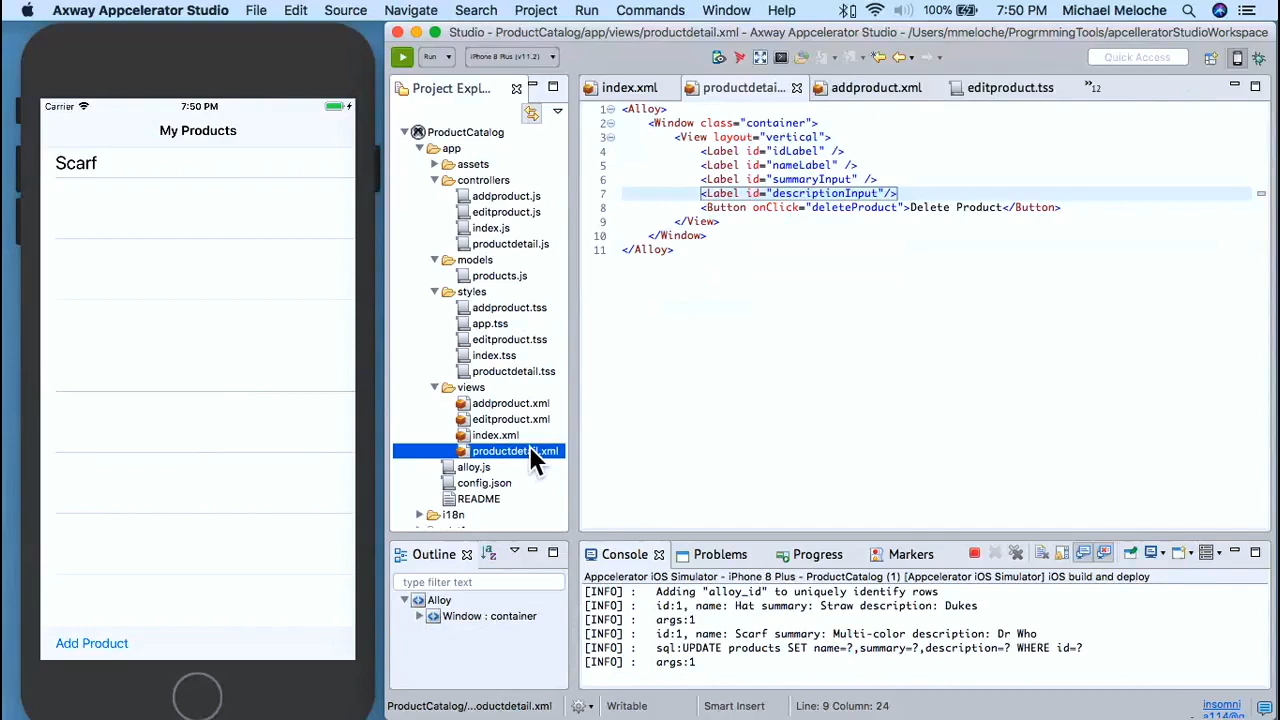 Axway Appcelerator Studio File Edit Source Navigate Search Project Run Commands Window Help 100% 7:50 PM Michael Meloche
Studio - ProductCatalog/app/views/productdetail.xml - Axway Appcelerator Studio - /Users/mmeloche/ProgrmmingTools/apcelleratorStudioWorkspace
Run iPhone 8 Plus (v11.2) Quick Access
Carrier 7:50 PM
My Products
Scarf
Add Product
Project Expl...
ProductCatalog
app
assets
controllers
addproduct.js
editproduct.js
index.js
productdetail.js
models
products.js
styles
addproduct.tss
app.tss
editproduct.tss
index.tss
productdetail.tss
views
addproduct.xml
editproduct.xml
index.xml
productdetail.xml
alloy.js
config.json
README
i18n
index.xml productdetai... addproduct.xml editproduct.tss »12
1 <Alloy>
2 <Window class="container">
3 <View layout="vertical">
4 <Label id="idLabel" />
5 <Label id="nameLabel" />
6 <Label id="summaryInput" />
7 <Label id="descriptionInput"/>
8 <Button onClick="deleteProduct">Delete Product</Button>
9 </View>
10 </Window>
11 </Alloy>
Outline
type filter text
Alloy
Window : container
Console Problems Progress Markers
Appcelerator iOS Simulator - iPhone 8 Plus - ProductCatalog (1) [Appcelerator iOS Simulator] iOS build and deploy
[INFO] : Adding "alloy_id" to uniquely identify rows
[INFO] : id:1, name: Hat summary: Straw description: Dukes
[INFO] : args:1
[INFO] : id:1, name: Scarf summary: Multi-color description: Dr Who
[INFO] : sql:UPDATE products SET name=?,summary=?,description=? WHERE id=?
[INFO] : args:1
ProductCatalog/...oductdetail.xml Writable Smart Insert Line: 9 Column: 24
insomni
a114@g